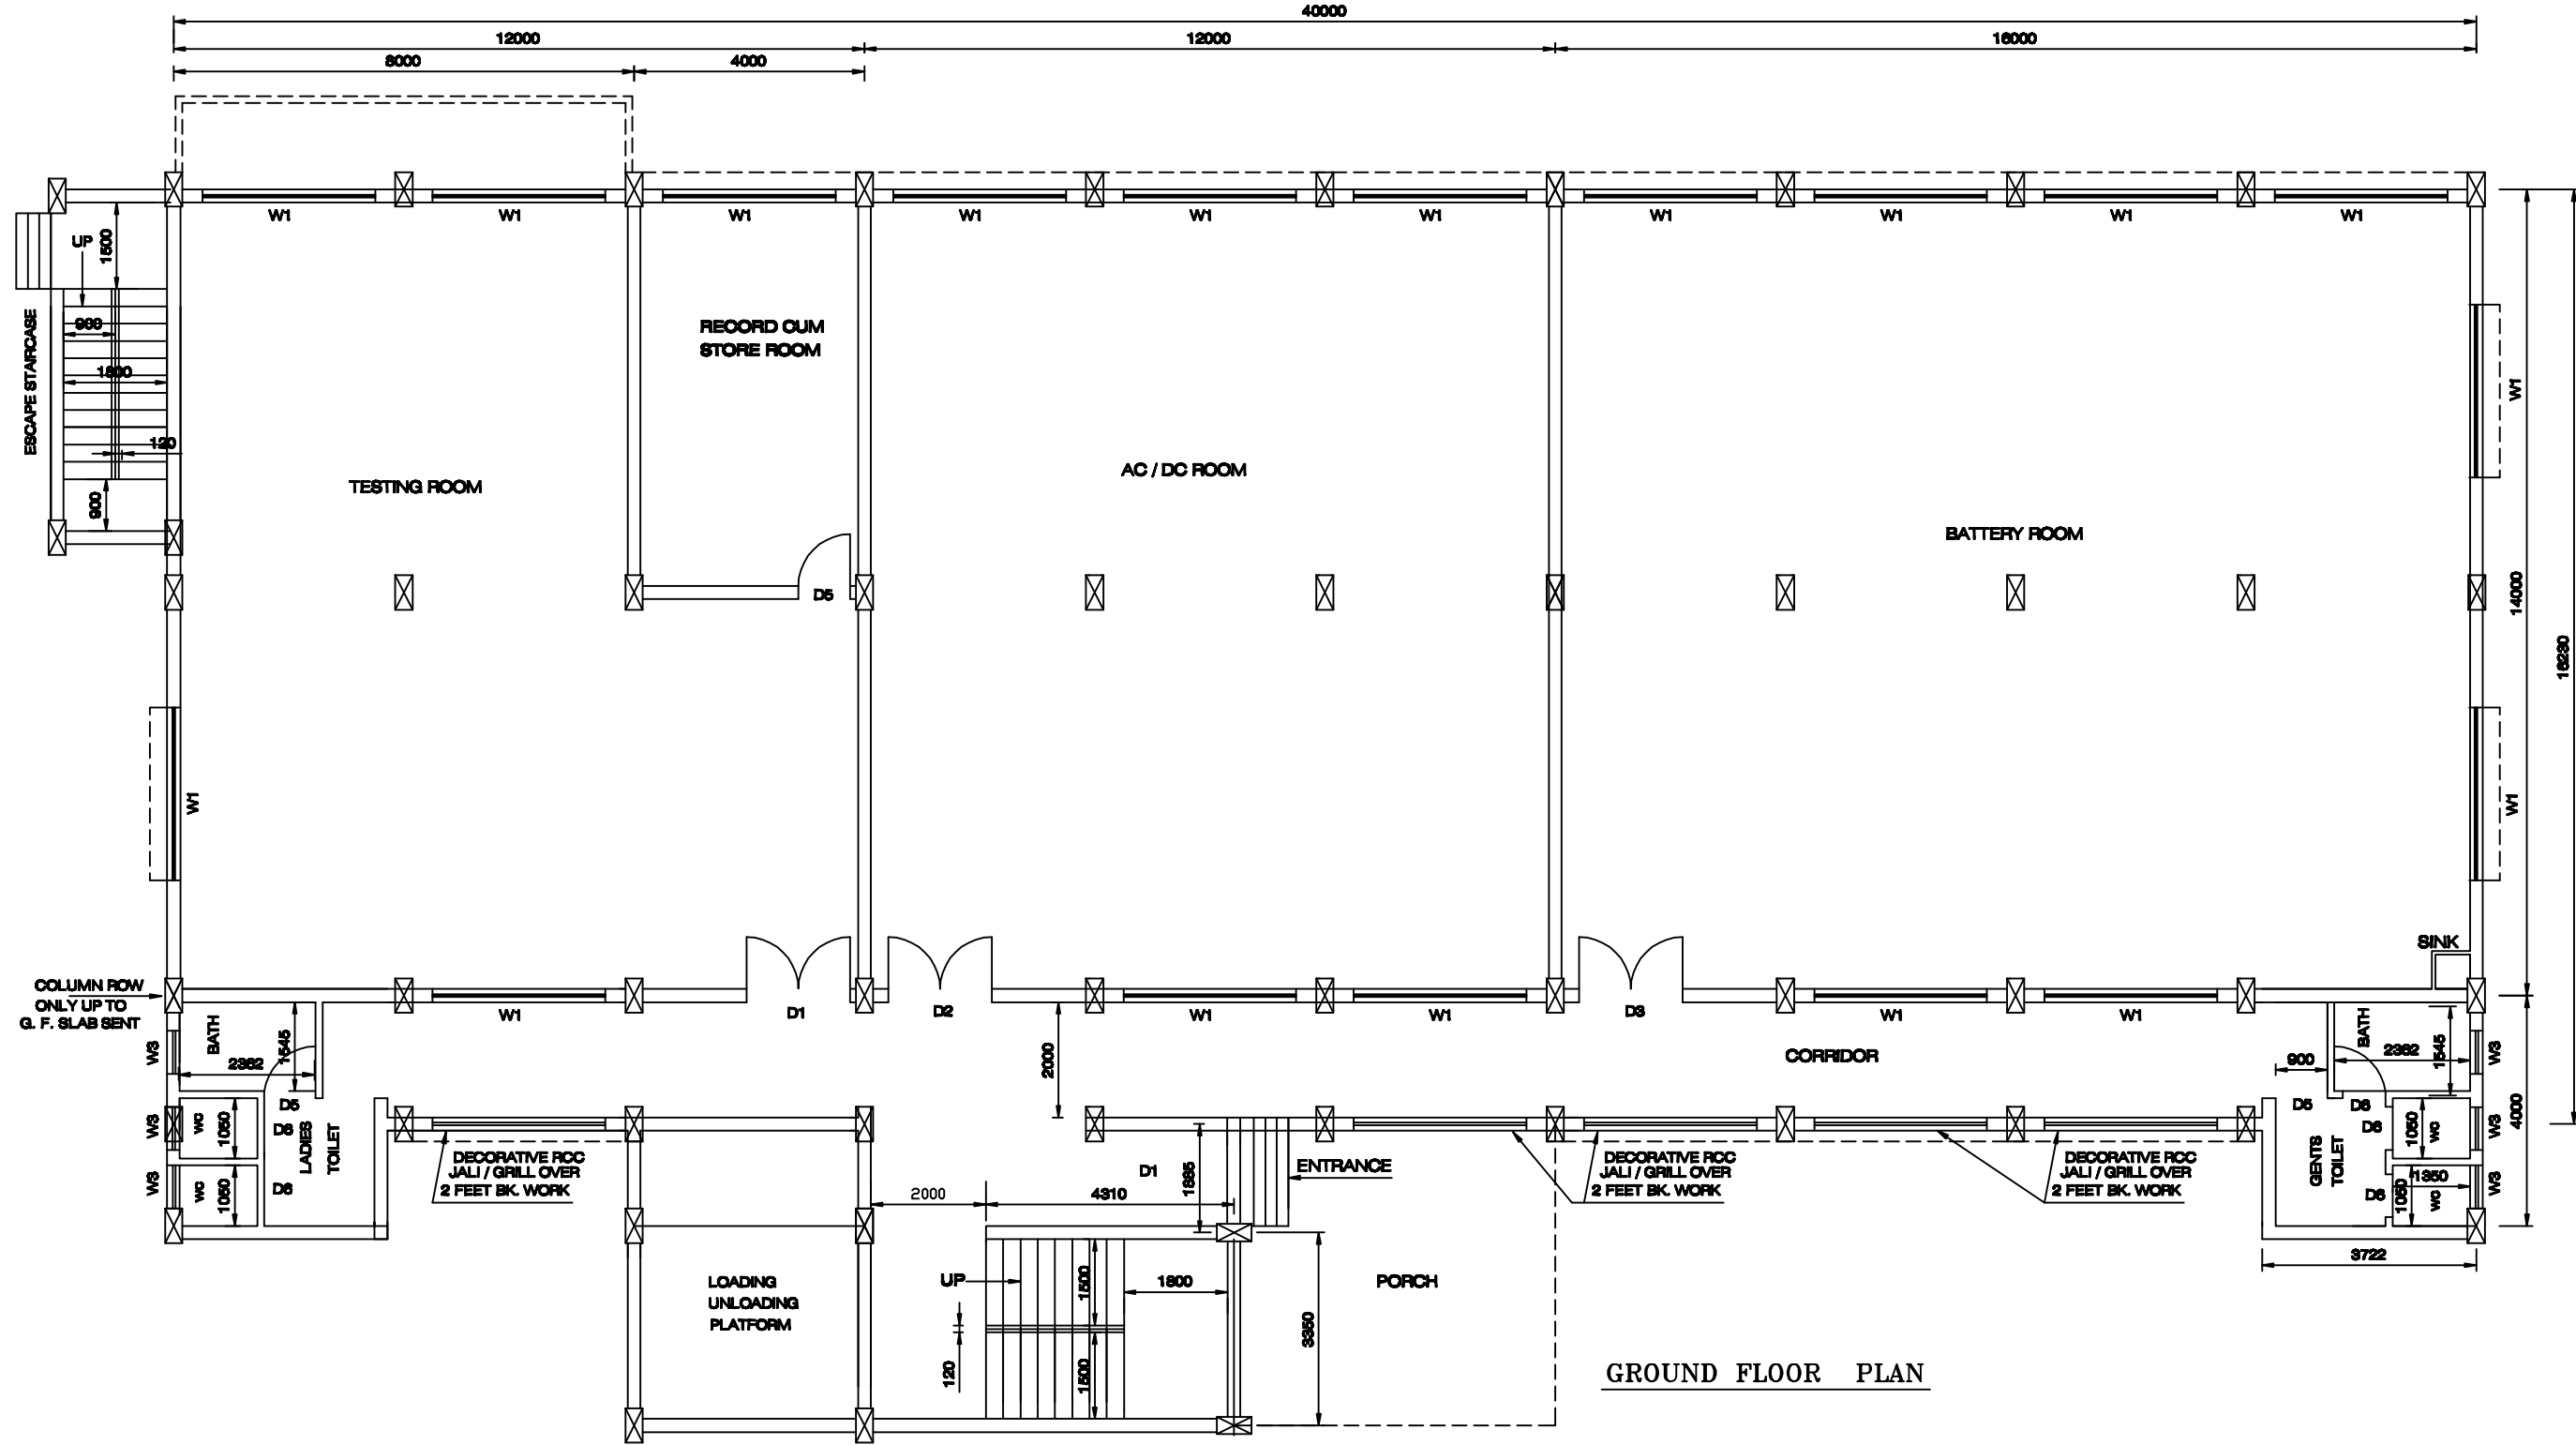 40000
12000
12000
16000
8000
4000
W1
W1
W1
W1
W1
W1
W1
W1
W1
W1
UP
1500
ESCAPE STAIRCASE
900
1800
120
900
RECORD CUM
STORE ROOM
TESTING ROOM
AC / DC ROOM
BATTERY ROOM
D5
W1
14000
16230
W1
W1
SINK
COLUMN ROW
ONLY UP TO
G. F. SLAB SENT
W1
D1
D2
W1
W1
D3
W1
W1
W3
BATH
1545
2362
2000
CORRIDOR
900
BATH
2362
1545
W3
W3
WC
1050
D5
D6
LADIES
TOILET
D5
D6
D6
1050
WC
W3
4000
W3
WC
1050
D6
DECORATIVE RCC
JALI / GRILL OVER
2 FEET BK. WORK
D1
1885
ENTRANCE
DECORATIVE RCC
JALI / GRILL OVER
2 FEET BK. WORK
DECORATIVE RCC
JALI / GRILL OVER
2 FEET BK. WORK
GENTS
TOILET
D6
1350
1050
WC
W3
2000
4310
3722
LOADING
UNLOADING
PLATFORM
UP
1500
1800
PORCH
3350
120
1500
GROUND FLOOR PLAN